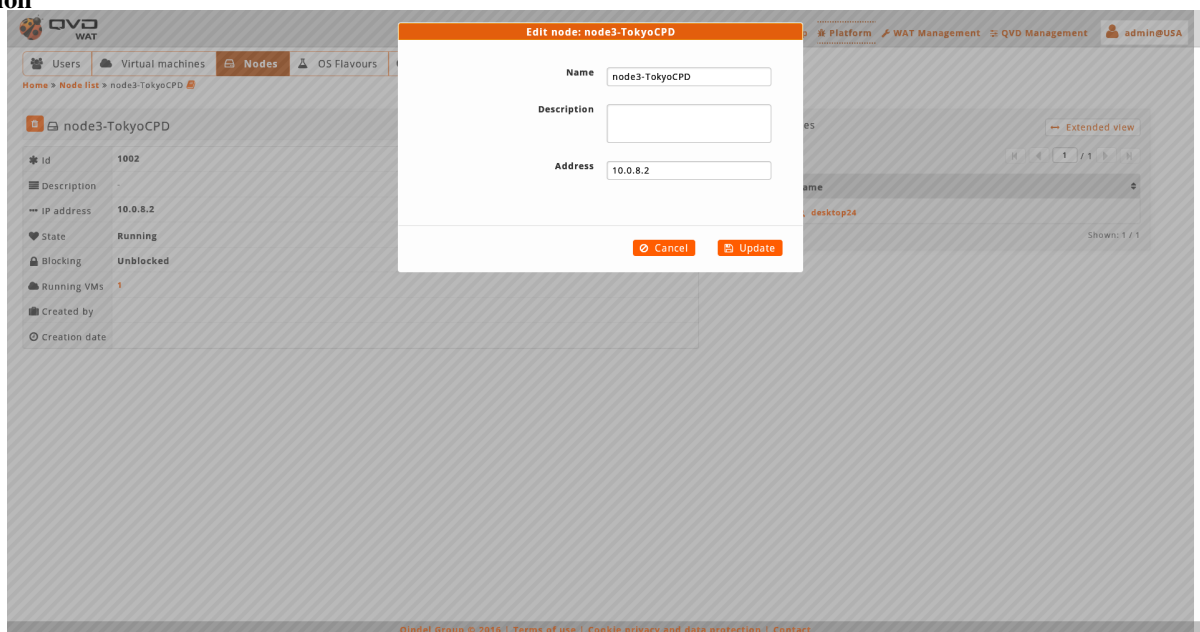 QVD
WAT
Edit node: node3-TokyoCPD
Platform
WAT Management
QVD Management
admin@USA
Users
Virtual machines
Nodes
OS Flavours
Home » Node list » node3-TokyoCPD
Name
node3-TokyoCPD
Description
Address
10.0.8.2
Cancel
Update
node3-TokyoCPD
Id
1002
Description
-
IP address
10.0.8.2
State
Running
Blocking
Unblocked
Running VMs
1
Created by
Creation date
Extended view
1 / 1
desktop24
Shown: 1 / 1
Qindel Group © 2016 | Terms of use | Cookie privacy and data protection | Contact